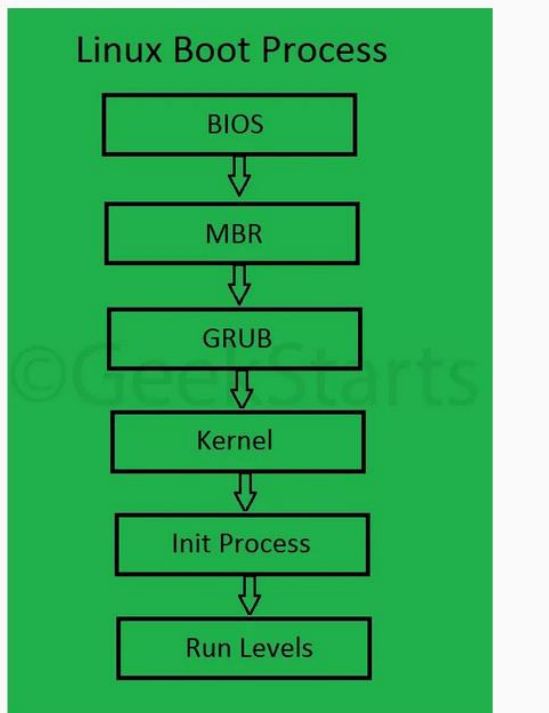 Linux Boot Process
BIOS
MBR
GRUB
©GeekStarts
Kernel
Init Process
Run Levels